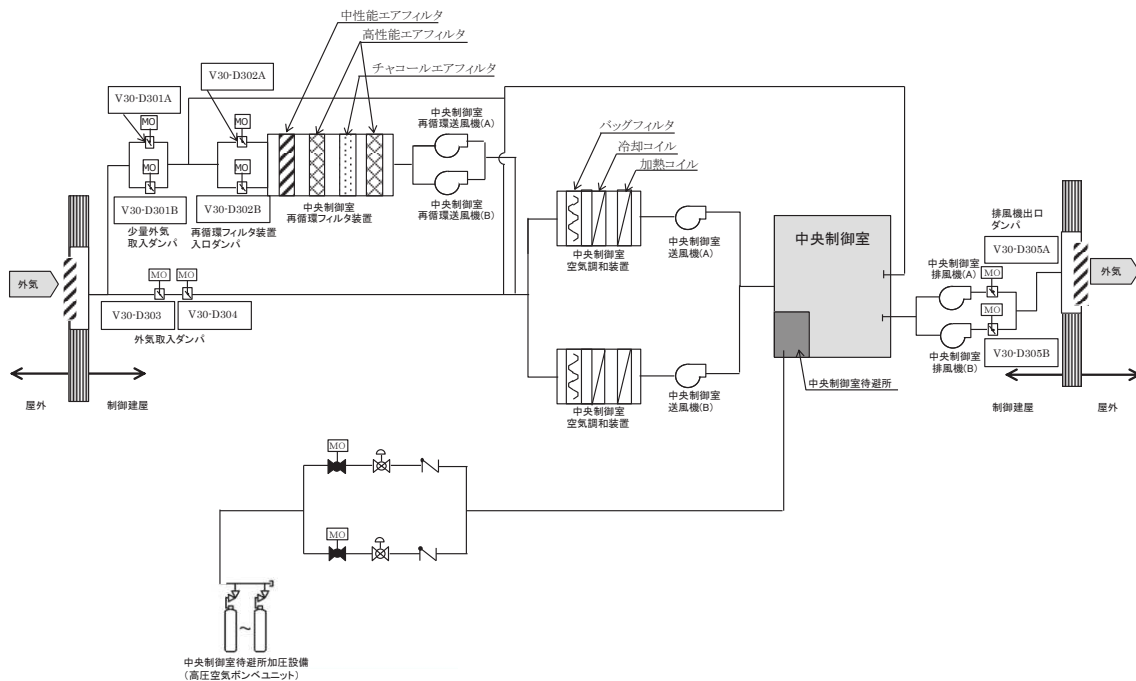 中性能エアフィルタ
高性能エアフィルタ
チャコールエアフィルタ
V30-D301A
V30-D302A
MO
MO
MO
MO
中央制御室
再循環送風機(A)
中央制御室
再循環送風機(B)
V30-D301B
V30-D302B
少量外気
取入ダンパ
再循環フィルタ装置
入口ダンパ
中央制御室
再循環フィルタ装置
バッグフィルタ
冷却コイル
加熱コイル
中央制御室
空気調和装置
中央制御室
送風機(A)
中央制御室
排風機出口
ダンパ
V30-D305A
中央制御室
排風機(A)
MO
MO
外気
外気
MO
MO
V30-D303
V30-D304
外気取入ダンパ
V30-D305B
中央制御室
排風機(B)
中央制御室待避所
中央制御室
空気調和装置
中央制御室
送風機(B)
屋外
制御建屋
制御建屋
屋外
MO
MO
~
中央制御室待避所加圧設備
(高圧空気ボンベユニット)